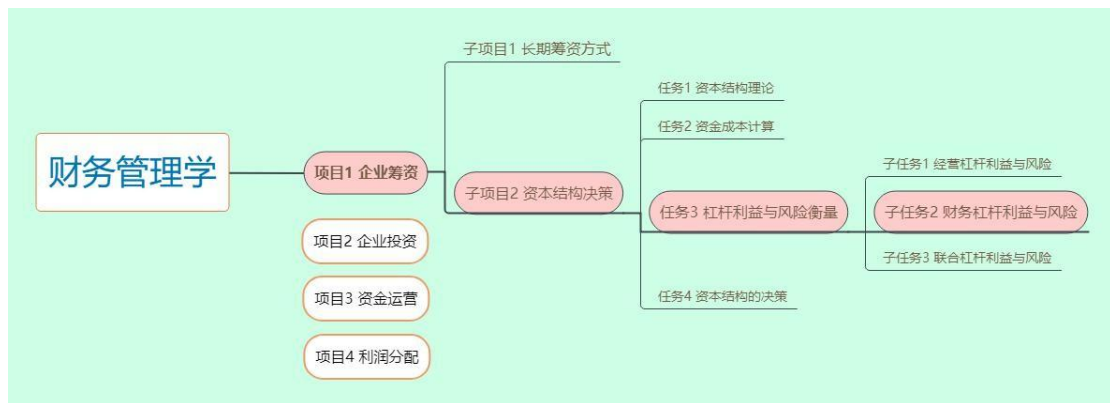 财务管理学
项目1 企业筹资
子项目1 长期筹资方式
子项目2 资本结构决策
任务1 资本结构理论
任务2 资金成本计算
任务3 杠杆利益与风险衡量
子任务1 经营杠杆利益与风险
子任务2 财务杠杆利益与风险
子任务3 联合杠杆利益与风险
任务4 资本结构的决策
项目2 企业投资
项目3 资金运营
项目4 利润分配